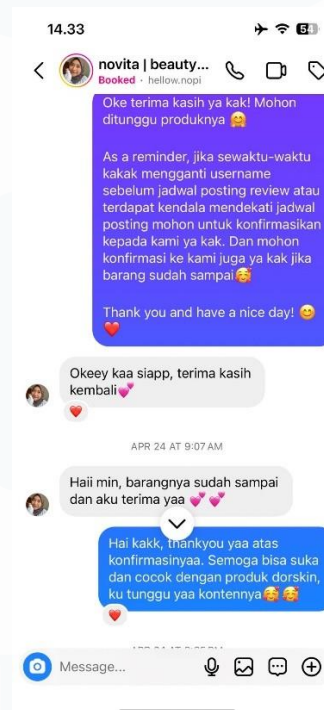 14.33
novita | beauty...
Booked · hellow.nopi
Oke terima kasih ya kak! Mohon
ditunggu produknya 🤗
As a reminder, jika sewaktu-waktu
kakak mengganti username
sebelum jadwal posting review atau
terdapat kendala mendekati jadwal
posting mohon untuk konfirmasikan
kepada kami ya kak. Dan mohon
konfirmasi ke kami juga ya kak jika
barang sudah sampai🥰
Thank you and have a nice day! 😊
❤️
Okeey kaa siapp, terima kasih
kembali💕
❤️
APR 24 AT 9:07 AM
Haii min, barangnya sudah sampai
dan aku terima yaa 💕 💕
Hai kakk, thankyou yaa atas
konfirmasinyaa. Semoga bisa suka
dan cocok dengan produk dorskin,
ku tunggu yaa kontennya🥰 🥰
❤️
Message...